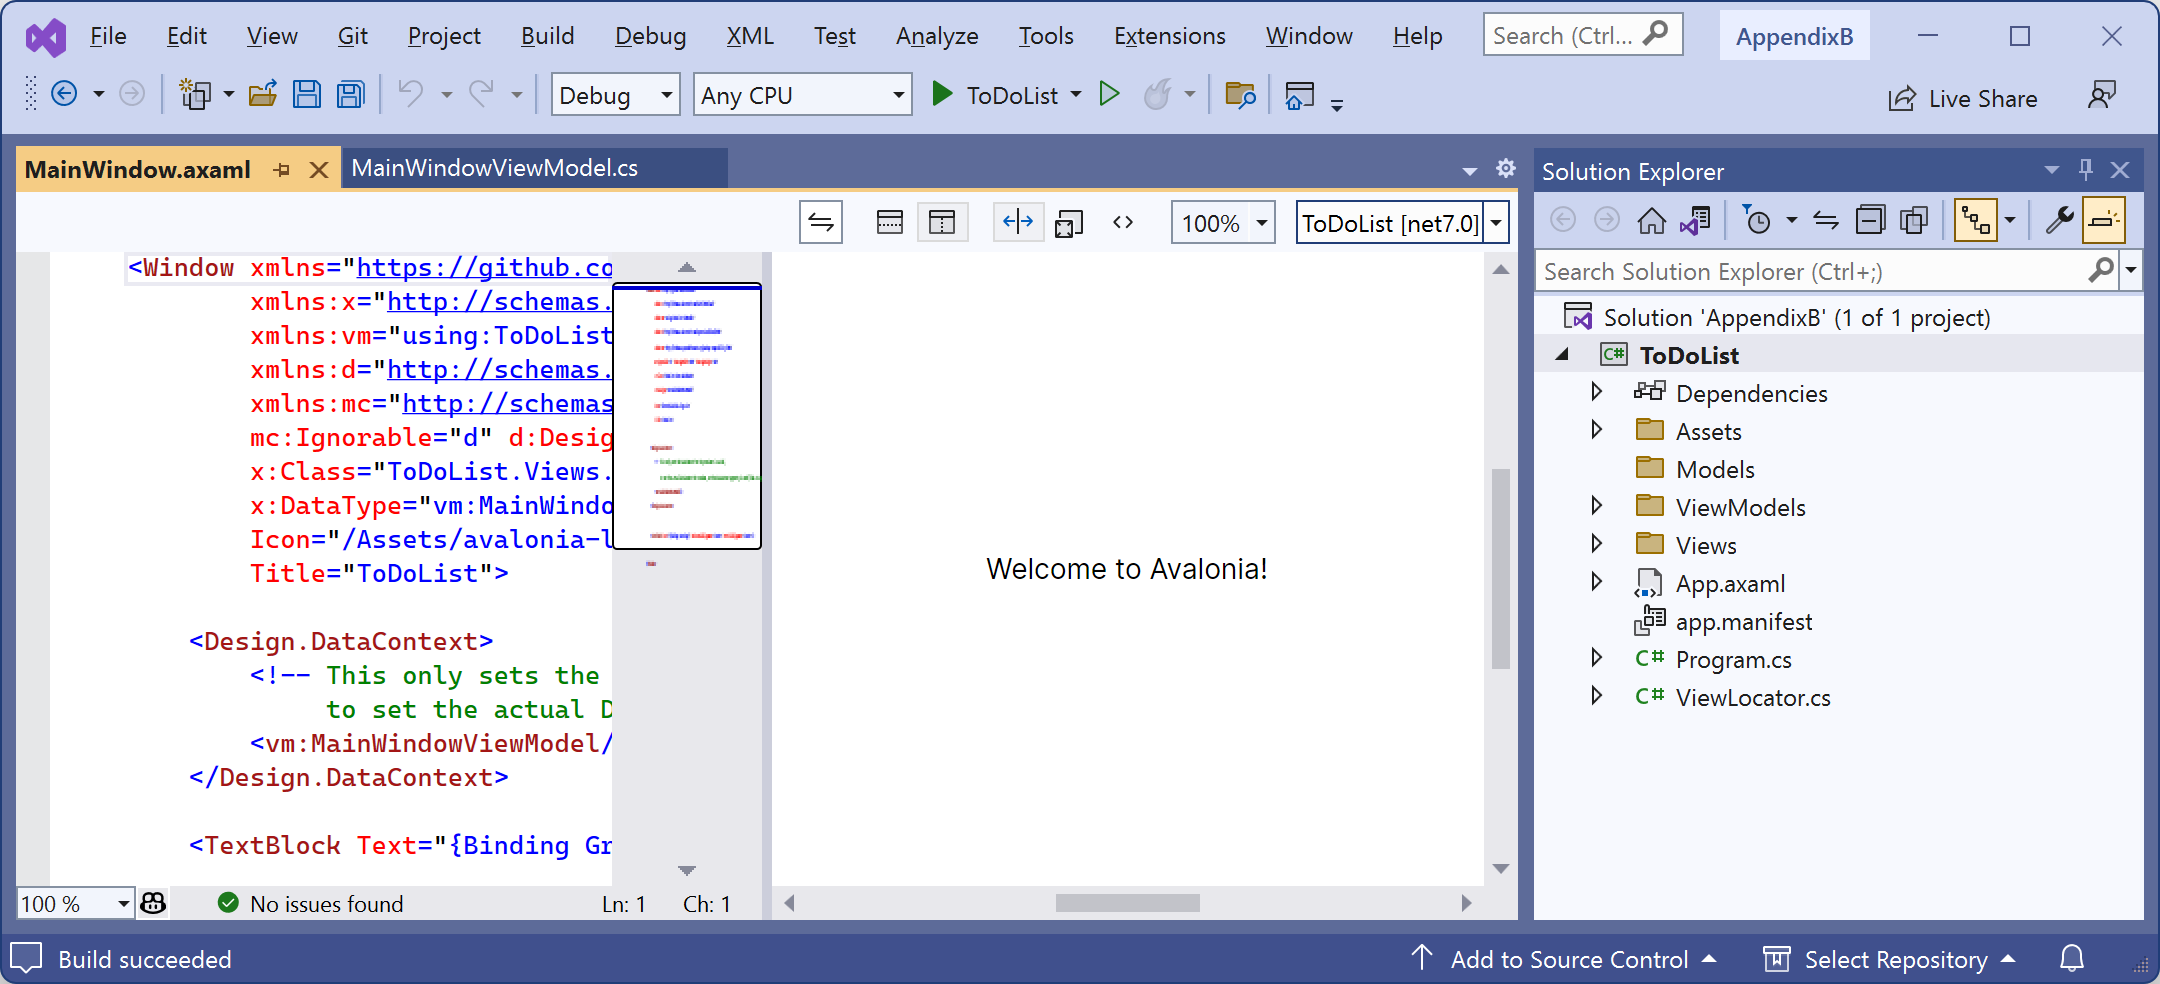 File Edit View Git Project Build Debug XML Test Analyze Tools Extensions Window Help Search (Ctrl... AppendixB
Debug Any CPU ToDoList Live Share
MainWindow.axaml MainWindowViewModel.cs
100% ToDoList [net7.0]
<Window xmlns="https://github.co
xmlns:x="http://schemas.
xmlns:vm="using:ToDoList
xmlns:d="http://schemas.
xmlns:mc="http://schemas
mc:Ignorable="d" d:Desig
x:Class="ToDoList.Views.
x:DataType="vm:MainWindo
Icon="/Assets/avalonia-l
Title="ToDoList">
<Design.DataContext>
<!-- This only sets the
to set the actual D
<vm:MainWindowViewModel/
</Design.DataContext>
<TextBlock Text="{Binding Gr
100 % No issues found Ln: 1 Ch: 1
Welcome to Avalonia!
Solution Explorer
Search Solution Explorer (Ctrl+;)
Solution 'AppendixB' (1 of 1 project)
C# ToDoList
Dependencies
Assets
Models
ViewModels
Views
App.axaml
app.manifest
C# Program.cs
C# ViewLocator.cs
Build succeeded Add to Source Control Select Repository